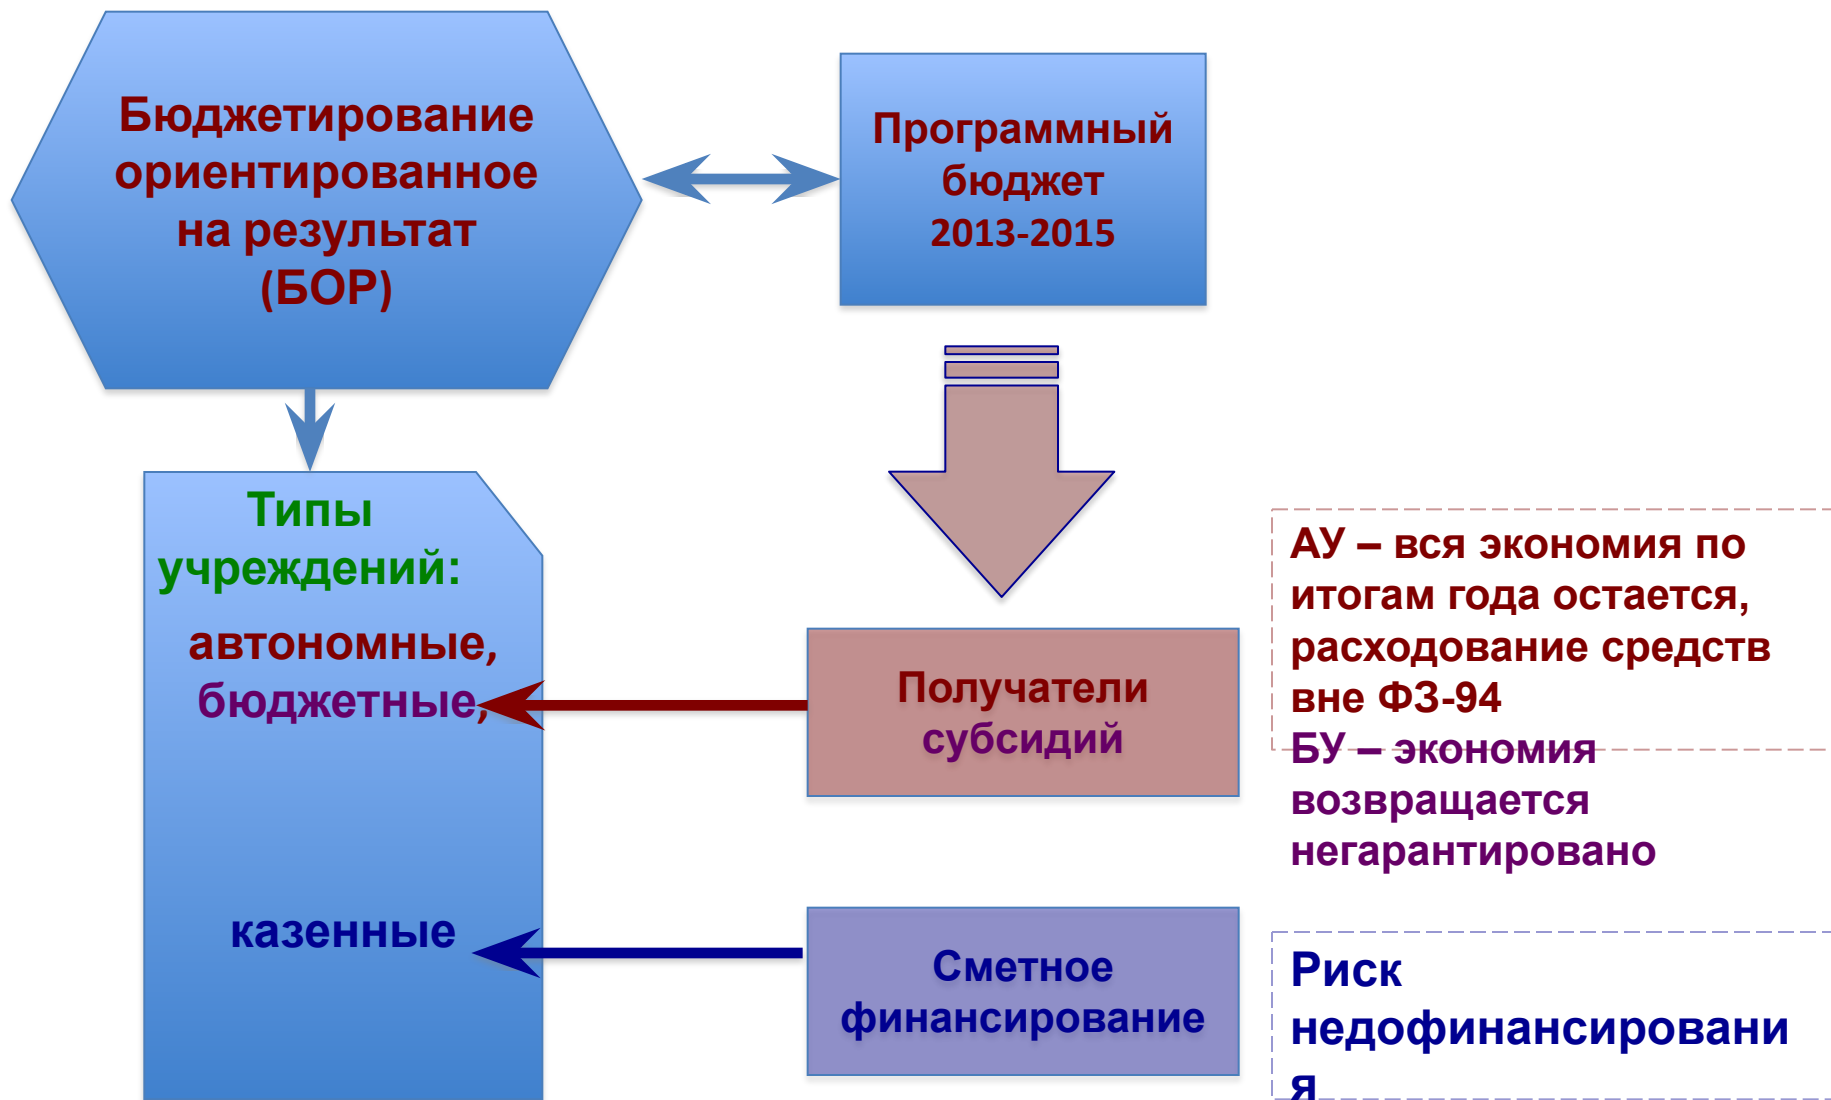 Бюджетирование
ориентированное
на результат
(БОР)
Программный
бюджет
2013-2015
Типы
учреждений:
автономные,
бюджетные,
казенные
Получатели
субсидий
Сметное
финансирование
АУ – вся экономия по
итогам года остается,
расходование средств
вне ФЗ-94
БУ – экономия
возвращается
негарантировано
Риск
недофинансировани
я